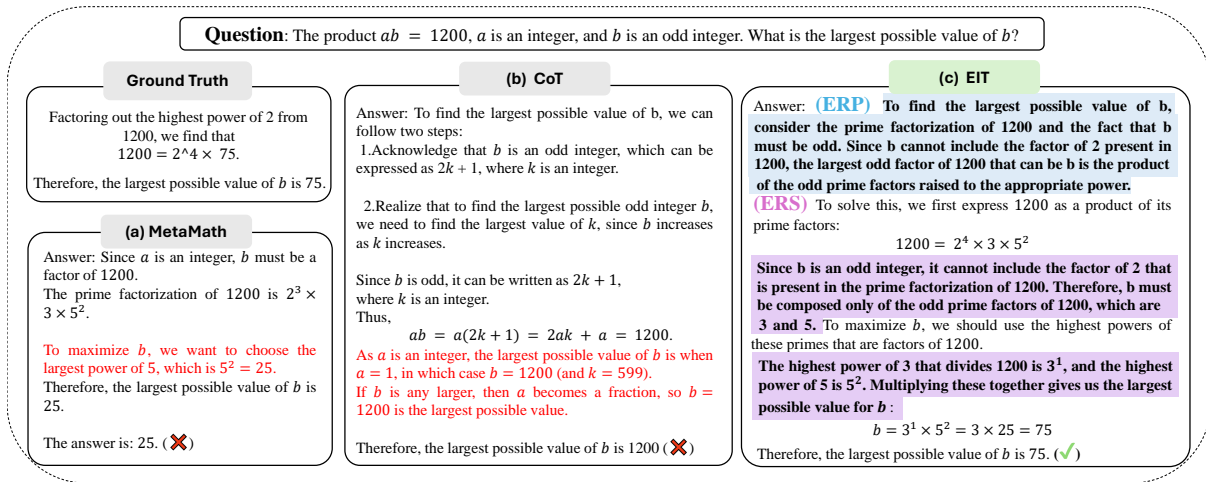 Question: The product ab = 1200, a is an integer, and b is an odd integer. What is the largest possible value of b?
Ground Truth
Factoring out the highest power of 2 from
1200, we find that
1200 = 2^4 × 75.
Therefore, the largest possible value of b is 75.
(a) MetaMath
Answer: Since a is an integer, b must be a
factor of 1200.
The prime factorization of 1200 is 2³ ×
3 × 5².
To maximize b, we want to choose the
largest power of 5, which is 5² = 25.
Therefore, the largest possible value of b is
25.
The answer is: 25. (❌)
(b) CoT
Answer: To find the largest possible value of b, we can
follow two steps:
1.Acknowledge that b is an odd integer, which can be
expressed as 2k + 1, where k is an integer.
2.Realize that to find the largest possible odd integer b,
we need to find the largest value of k, since b increases
as k increases.
Since b is odd, it can be written as 2k + 1,
where k is an integer.
Thus,
ab = a(2k + 1) = 2ak + a = 1200.
As a is an integer, the largest possible value of b is when
a = 1, in which case b = 1200 (and k = 599).
If b is any larger, then a becomes a fraction, so b =
1200 is the largest possible value.
Therefore, the largest possible value of b is 1200 (❌)
(c) EIT
Answer: (ERP) To find the largest possible value of b,
consider the prime factorization of 1200 and the fact that b
must be odd. Since b cannot include the factor of 2 present in
1200, the largest odd factor of 1200 that can be b is the product
of the odd prime factors raised to the appropriate power.
(ERS) To solve this, we first express 1200 as a product of its
prime factors:
1200 = 2⁴ × 3 × 5²
Since b is an odd integer, it cannot include the factor of 2 that
is present in the prime factorization of 1200. Therefore, b must
be composed only of the odd prime factors of 1200, which are
3 and 5. To maximize b, we should use the highest powers of
these primes that are factors of 1200.
The highest power of 3 that divides 1200 is 3¹, and the highest
power of 5 is 5². Multiplying these together gives us the largest
possible value for b :
b = 3¹ × 5² = 3 × 25 = 75
Therefore, the largest possible value of b is 75. (✓)